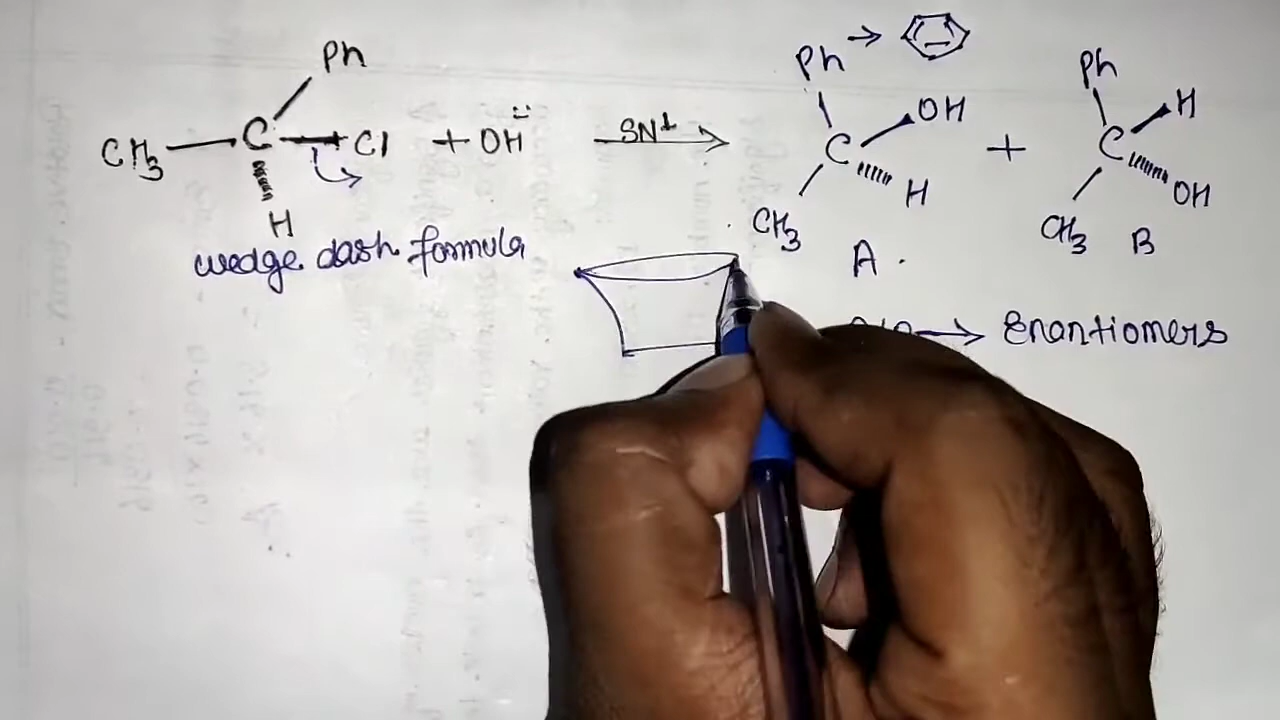 Ph
CH3 — C — Cl + OH¨ —SN1→
H
wedge dash formula
Ph →
C OH
H
CH3
A .
+
Ph
C H
OH
CH3
B
→ Enantiomers